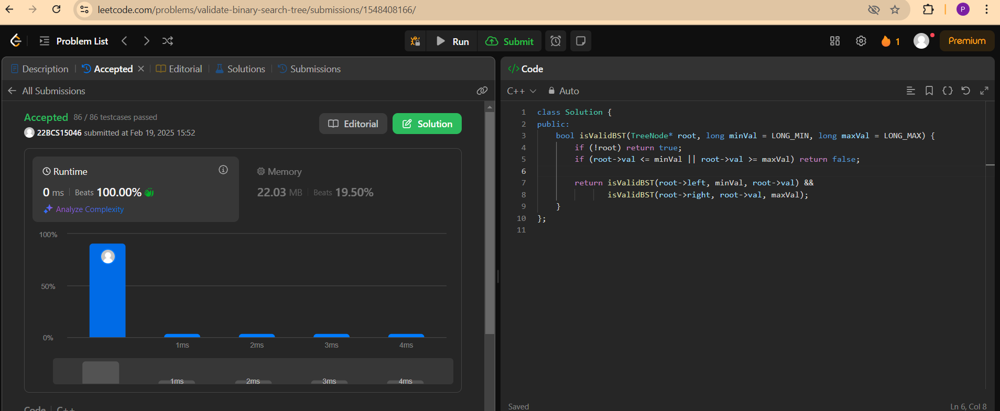 leetcode.com/problems/validate-binary-search-tree/submissions/1548408166/
P
Problem List
Run
Submit
1
Premium
Description
Accepted
Editorial
Solutions
Submissions
All Submissions
Accepted 86 / 86 testcases passed
22BCS15046 submitted at Feb 19, 2025 15:52
Editorial
Solution
Runtime
0 ms Beats 100.00%
Analyze Complexity
Memory
22.03 MB Beats 19.50%
100%
50%
0%
1ms 2ms 3ms 4ms
1ms 2ms 3ms 4ms
Code C++
</> Code
C++ Auto
1 class Solution {
2 public:
3     bool isValidBST(TreeNode* root, long minVal = LONG_MIN, long maxVal = LONG_MAX) {
4         if (!root) return true;
5         if (root->val <= minVal || root->val >= maxVal) return false;
6
7         return isValidBST(root->left, minVal, root->val) &&
8                isValidBST(root->right, root->val, maxVal);
9     }
10 };
11
Saved
Ln 6, Col 8